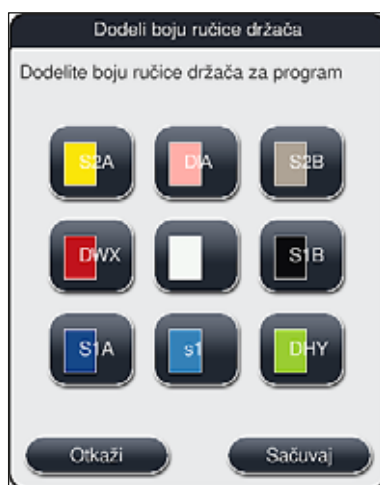 Dodeli boju ručice držača
Dodelite boju ručice držača za program
S2A DIA S2B
DWX S1B
S1A s1 DHY
Otkaži Sačuvaj